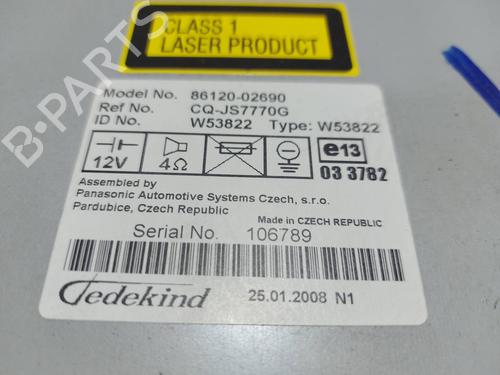 CLASS 1
LASER PRODUCT
Model No. 86120-02690
Ref No. CQ-JS7770G
ID No. W53822 Type: W53822
12V 4Ω e13
03 3782
Assembled by
Panasonic Automotive Systems Czech, s.r.o.
Pardubice, Czech Republic
Made in CZECH REPUBLIC
Serial No. 106789
Tedekind 25.01.2008 N1
B-PARTS